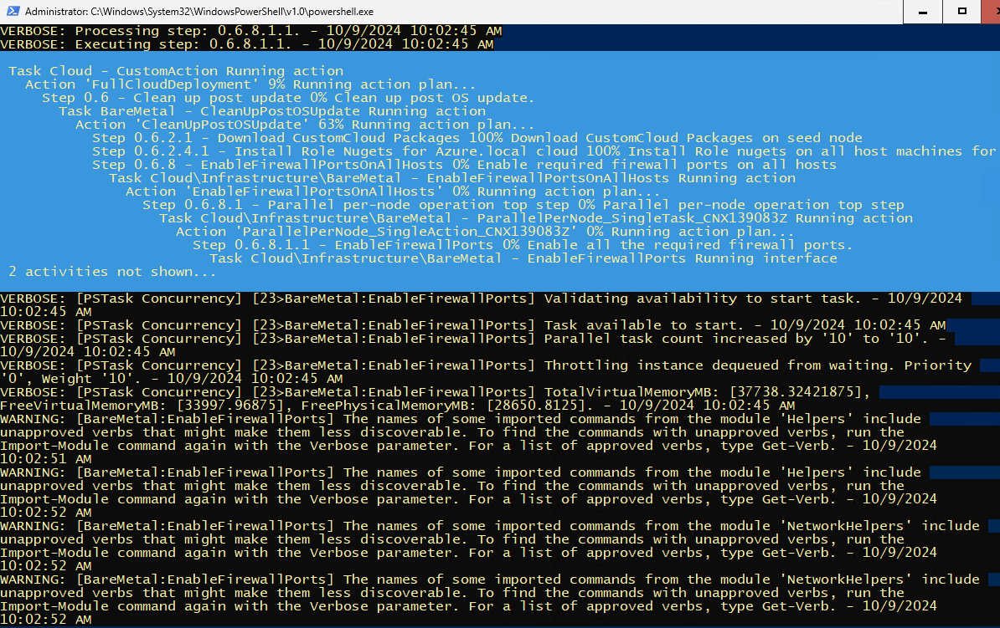 Administrator: C:\Windows\System32\WindowsPowerShell\v1.0\powershell.exe
VERBOSE: Processing step: 0.6.8.1.1. - 10/9/2024 10:02:45 AM
VERBOSE: Executing step: 0.6.8.1.1. - 10/9/2024 10:02:45 AM
Task Cloud - CustomAction Running action
Action 'FullCloudDeployment' 9% Running action plan...
Step 0.6 - Clean up post update 0% Clean up post OS update.
Task BareMetal - CleanUpPostOSUpdate Running action
Action 'CleanUpPostOSUpdate' 63% Running action plan...
Step 0.6.2.1 - Download CustomCloud Packages 100% Download CustomCloud Packages on seed node
Step 0.6.2.4.1 - Install Role Nugets for Azure.local cloud 100% Install Role nugets on all host machines for
Step 0.6.8 - EnableFirewallPortsOnAllHosts 0% Enable required firewall ports on all hosts
Task Cloud\Infrastructure\BareMetal - EnableFirewallPortsOnAllHosts Running action
Action 'EnableFirewallPortsOnAllHosts' 0% Running action plan...
Step 0.6.8.1 - Parallel per-node operation top step 0% Parallel per-node operation top step
Task Cloud\Infrastructure\BareMetal - ParallelPerNode_SingleTask_CNX139083Z Running action
Action 'ParallelPerNode_SingleAction_CNX139083Z' 0% Running action plan...
Step 0.6.8.1.1 - EnableFirewallPorts 0% Enable all the required firewall ports.
Task Cloud\Infrastructure\BareMetal - EnableFirewallPorts Running interface
2 activities not shown...
VERBOSE: [PSTask Concurrency] [23>BareMetal:EnableFirewallPorts] Validating availability to start task. - 10/9/2024
10:02:45 AM
VERBOSE: [PSTask Concurrency] [23>BareMetal:EnableFirewallPorts] Task available to start. - 10/9/2024 10:02:45 AM
VERBOSE: [PSTask Concurrency] [23>BareMetal:EnableFirewallPorts] Parallel task count increased by '10' to '10'. -
10/9/2024 10:02:45 AM
VERBOSE: [PSTask Concurrency] [23>BareMetal:EnableFirewallPorts] Throttling instance dequeued from waiting. Priority
'0', Weight '10'. - 10/9/2024 10:02:45 AM
VERBOSE: [PSTask Concurrency] [23>BareMetal:EnableFirewallPorts] TotalVirtualMemoryMB: [37738.32421875],
FreeVirtualMemoryMB: [33997.96875], FreePhysicalMemoryMB: [28650.8125]. - 10/9/2024 10:02:45 AM
WARNING: [BareMetal:EnableFirewallPorts] The names of some imported commands from the module 'Helpers' include
unapproved verbs that might make them less discoverable. To find the commands with unapproved verbs, run the
Import-Module command again with the Verbose parameter. For a list of approved verbs, type Get-Verb. - 10/9/2024
10:02:51 AM
WARNING: [BareMetal:EnableFirewallPorts] The names of some imported commands from the module 'Helpers' include
unapproved verbs that might make them less discoverable. To find the commands with unapproved verbs, run the
Import-Module command again with the Verbose parameter. For a list of approved verbs, type Get-Verb. - 10/9/2024
10:02:52 AM
WARNING: [BareMetal:EnableFirewallPorts] The names of some imported commands from the module 'NetworkHelpers' include
unapproved verbs that might make them less discoverable. To find the commands with unapproved verbs, run the
Import-Module command again with the Verbose parameter. For a list of approved verbs, type Get-Verb. - 10/9/2024
10:02:52 AM
WARNING: [BareMetal:EnableFirewallPorts] The names of some imported commands from the module 'NetworkHelpers' include
unapproved verbs that might make them less discoverable. To find the commands with unapproved verbs, run the
Import-Module command again with the Verbose parameter. For a list of approved verbs, type Get-Verb. - 10/9/2024
10:02:52 AM